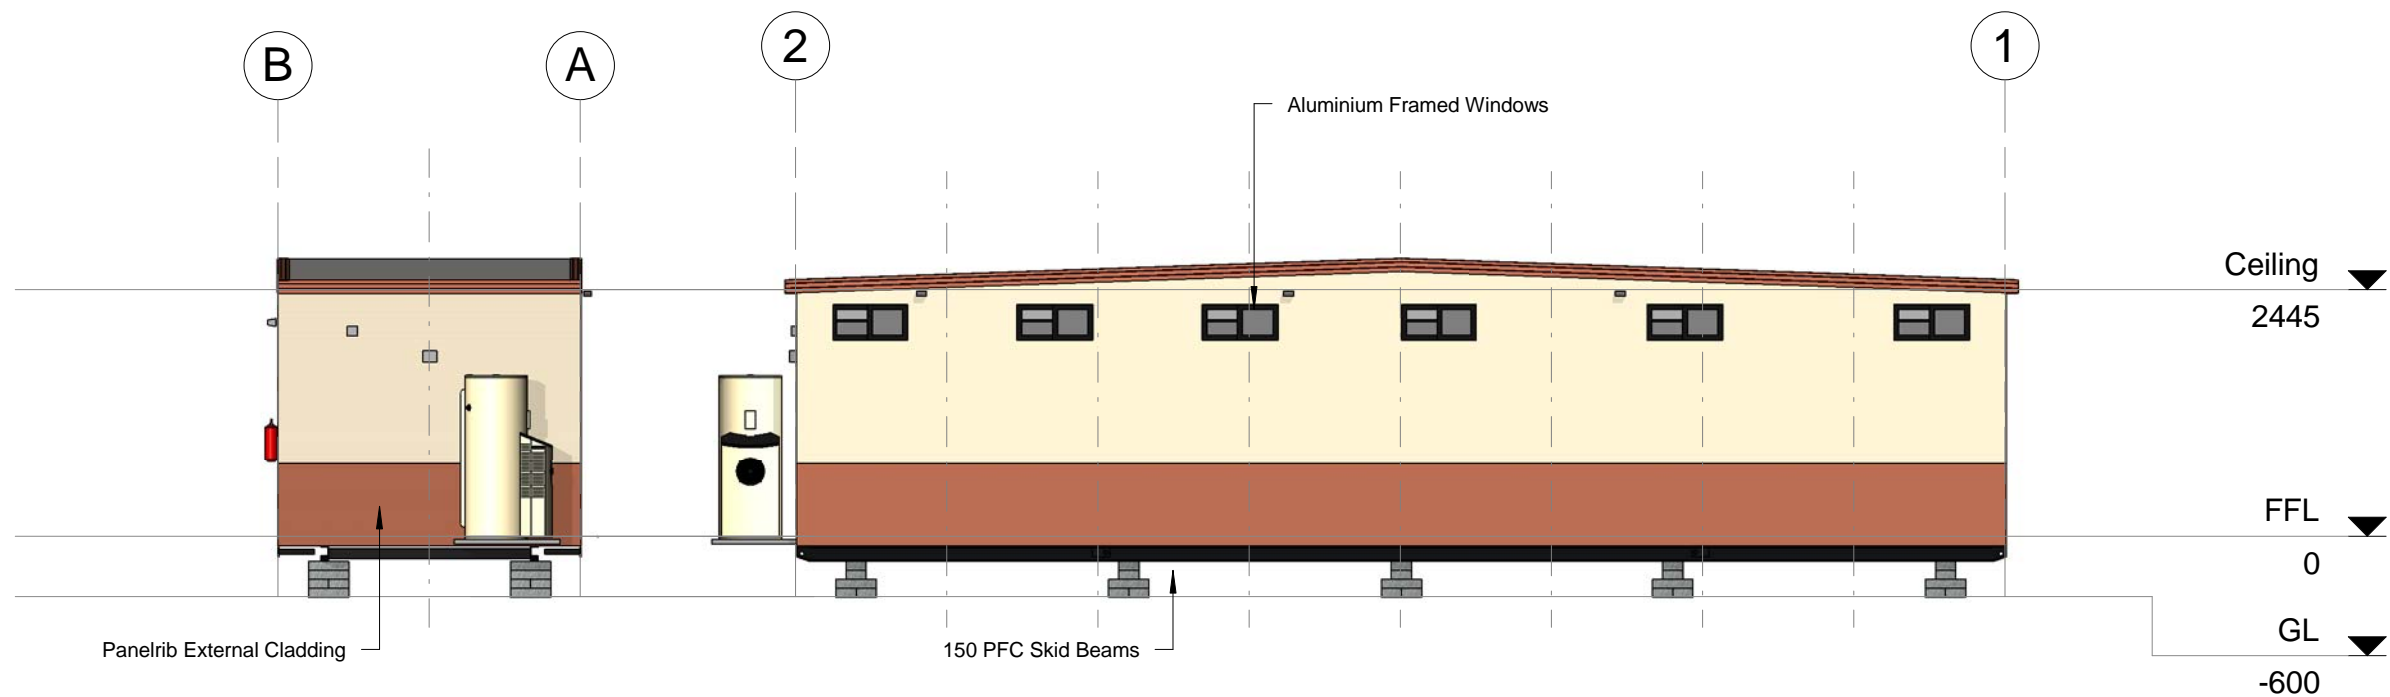 B
A
2
1
Aluminium Framed Windows
Ceiling
2445
FFL
0
GL
-600
Panelrib External Cladding
150 PFC Skid Beams